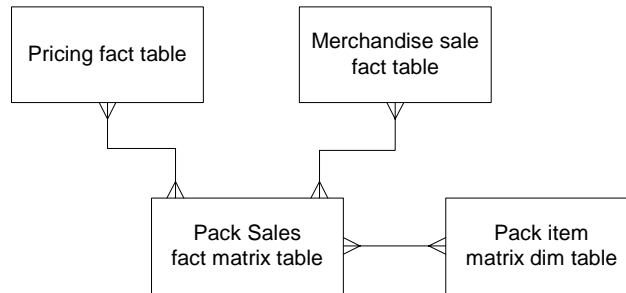 Pricing fact table
Merchandise sale
fact table
Pack Sales
fact matrix table
Pack item
matrix dim table